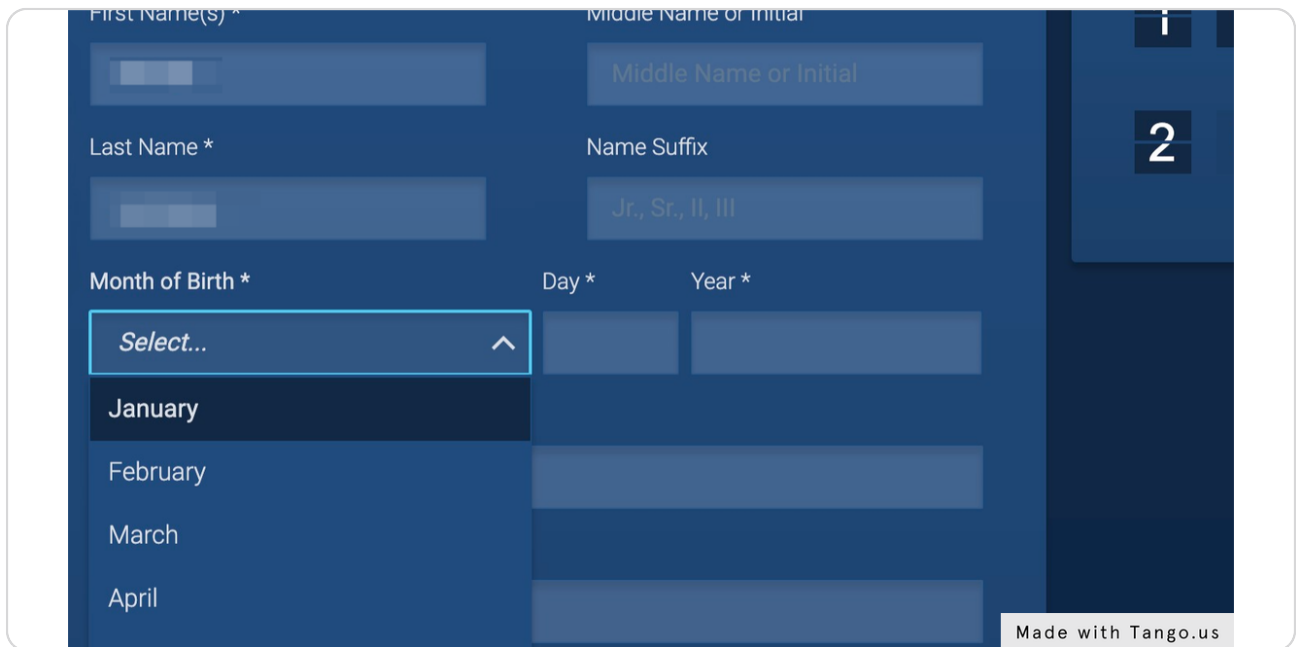 First Name(s) *
Middle Name or Initial
Middle Name or Initial
Last Name *
Name Suffix
Jr., Sr., II, III
Month of Birth *
Day *
Year *
Select...
January
February
March
April
1
2
Made with Tango.us